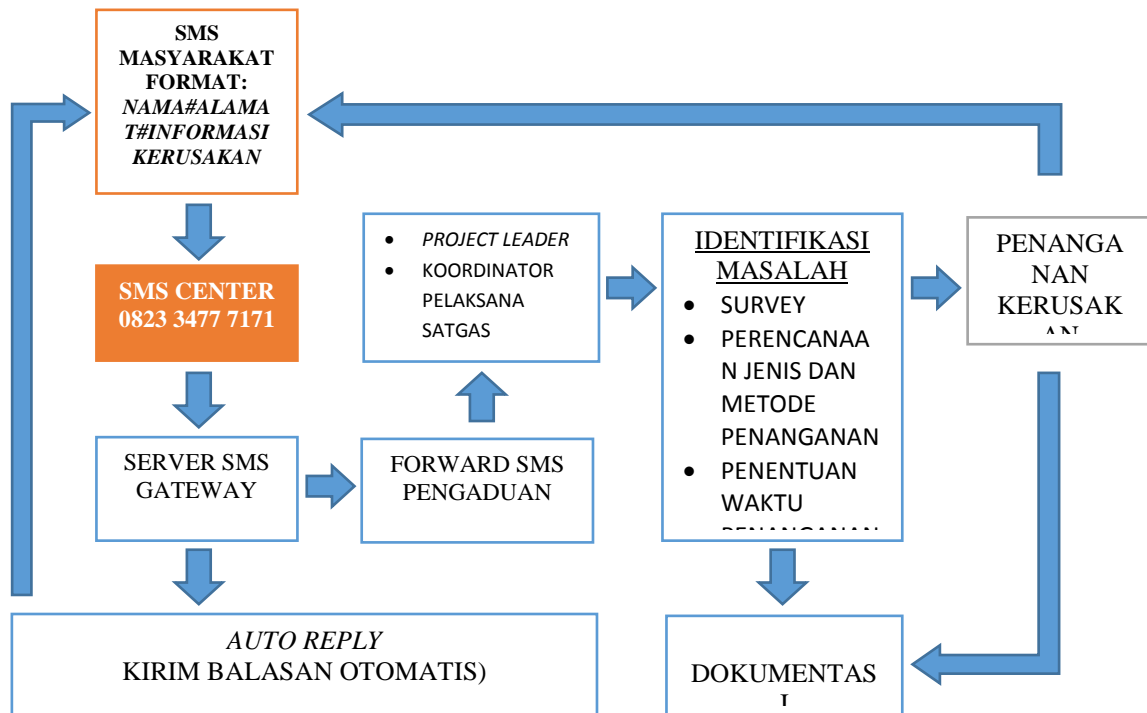 SMS
MASYARAKAT
FORMAT:
NAMA#ALAMA
T#INFORMASI
KERUSAKAN
SMS CENTER
0823 3477 7171
SERVER SMS
GATEWAY
FORWARD SMS
PENGADUAN
• PROJECT LEADER
• KOORDINATOR
PELAKSANA
SATGAS
IDENTIFIKASI
MASALAH
• SURVEY
• PERENCANAA
N JENIS DAN
METODE
PENANGANAN
• PENENTUAN
WAKTU
PENANGANAN
PENANGA
NAN
KERUSAK
AN
AUTO REPLY
KIRIM BALASAN OTOMATIS)
DOKUMENTAS
I